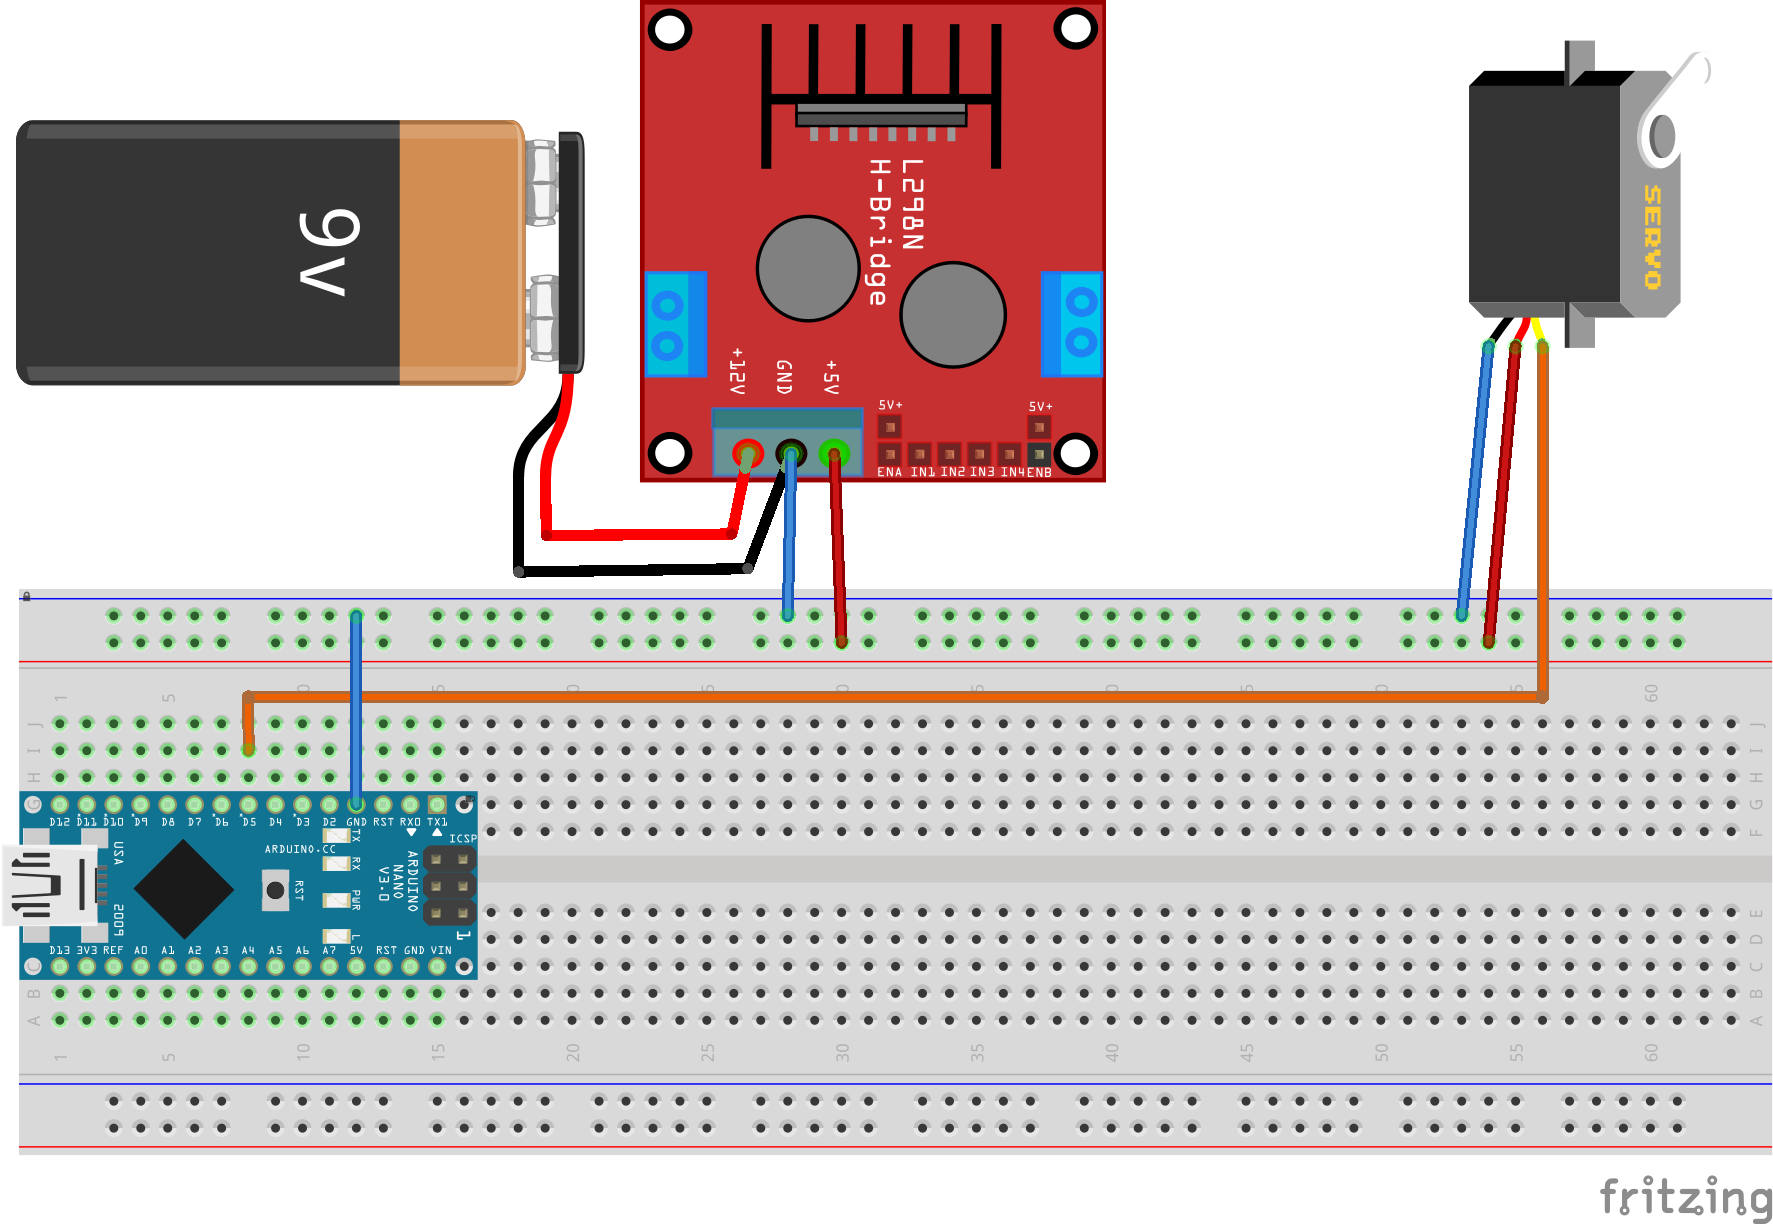 9v
L298N
H-Bridge
+12V
GND
+5V
5V+
5V+
ENA IN1 IN2 IN3 IN4 ENB
SERVO
1 5 10 15 20 25 30 35 40 45 50 55 60
J J
I I
H H
G G
F
D12 D11 D10 D9 D8 D7 D6 D5 D4 D3 D2 GND RST RX0 TX1
USA
2009
ARDUINO.CC
RST
TX
RX
PWR
L
ARDUINO
NANO
V3.0
ICSP
1
D13 3V3 REF A0 A1 A2 A3 A4 A5 A6 A7 5V RST GND VIN
E
D
C C
B B
A A
1 5 10 15 20 25 30 35 40 45 50 55 60
fritzing